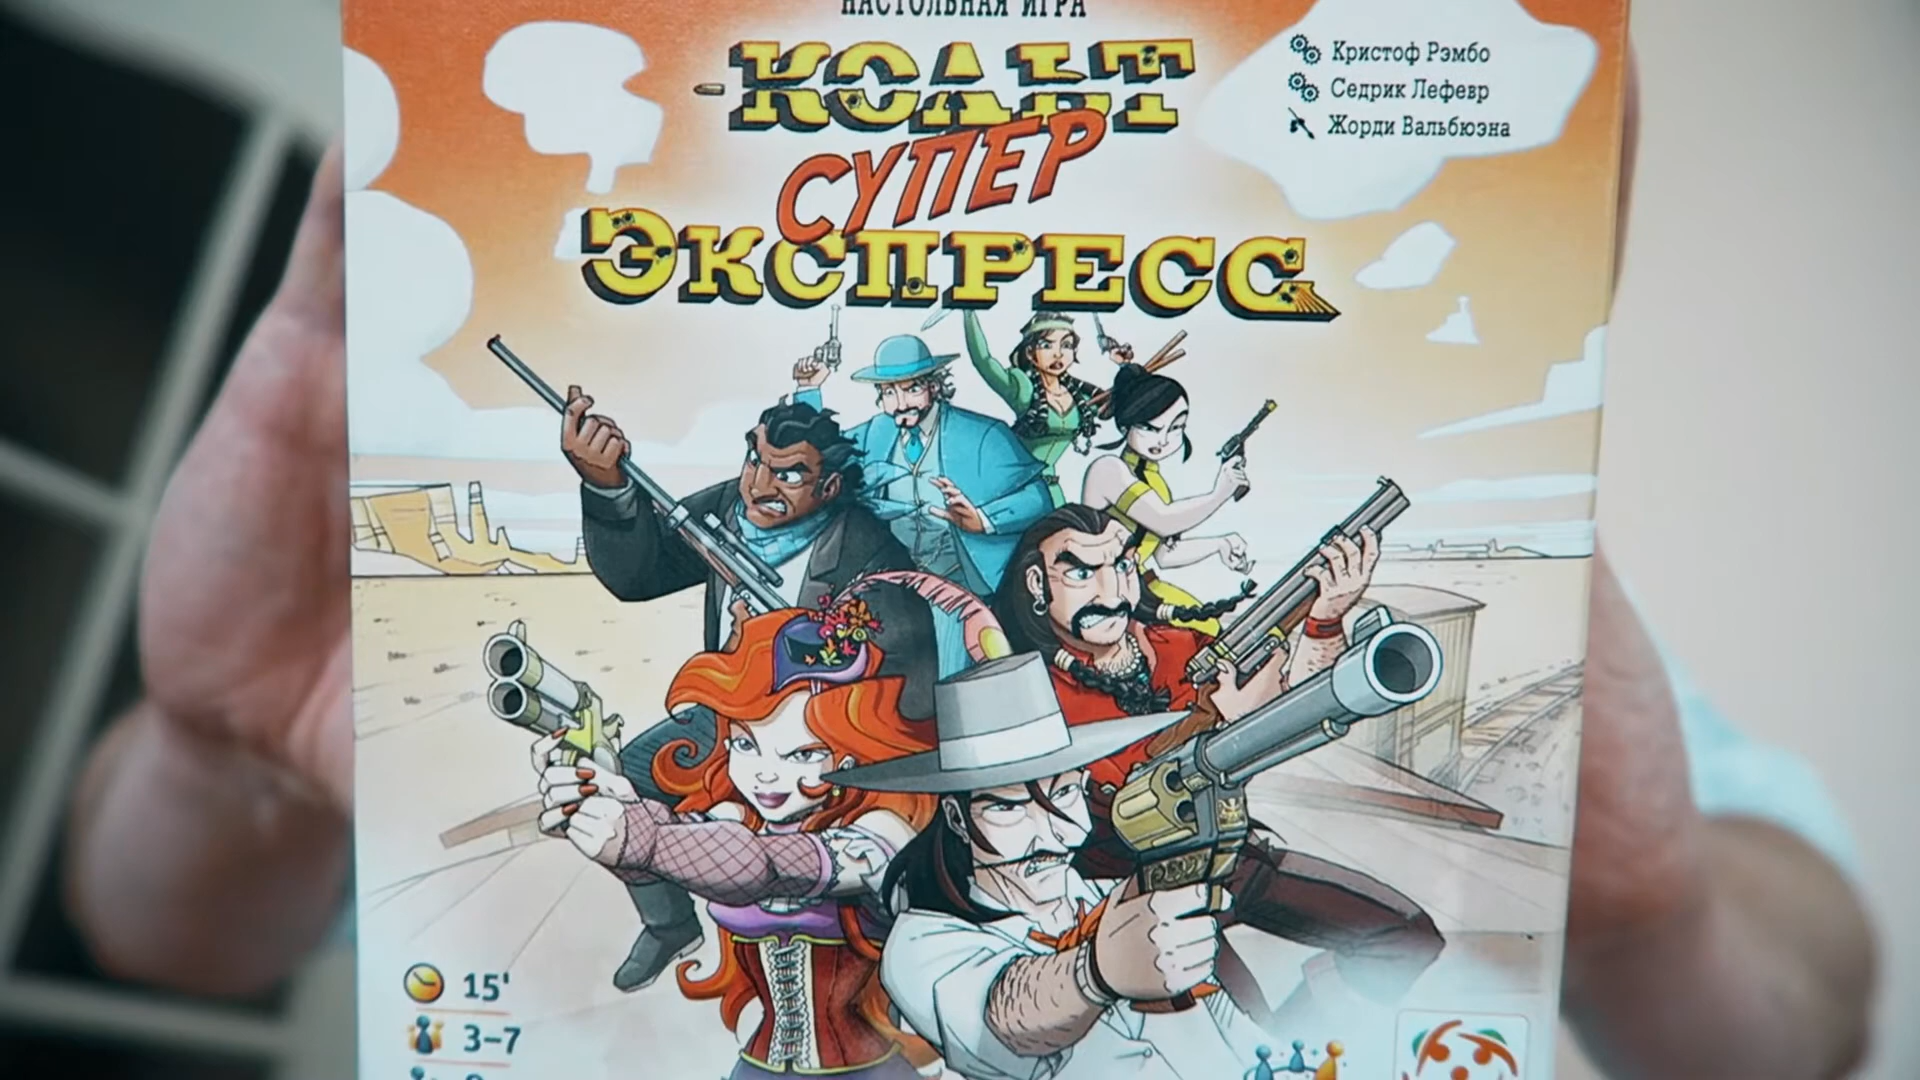 НАСТОЛЬНАЯ ИГРА
КОЛЬТ
СУПЕР
ЭКСПРЕСС
Кристоф Рэмбо
Седрик Лефевр
Жорди Вальбюэна
15'
3–7